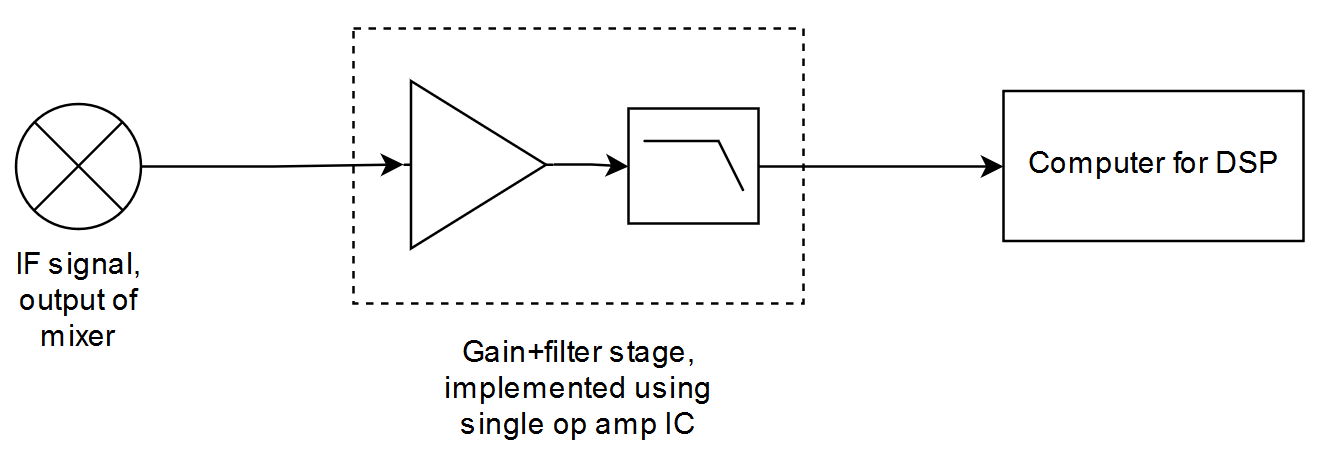 IF signal,
output of
mixer
Gain+filter stage,
implemented using
single op amp IC
Computer for DSP